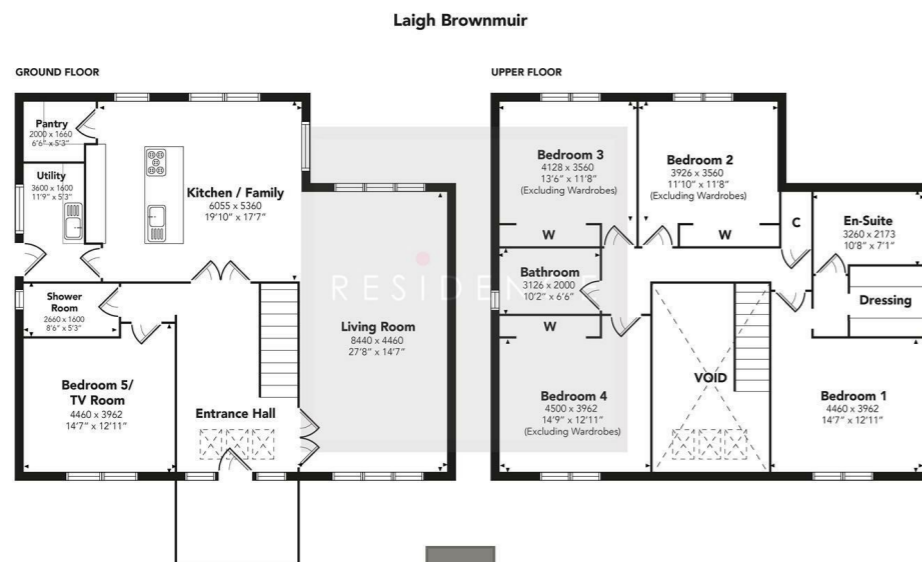 Laigh Brownmuir
GROUND FLOOR
Pantry
2000 x 1660
6'6" x 5'3"
Utility
3600 x 1600
11'9" x 5'3"
Kitchen / Family
6055 x 5360
19'10" x 17'7"
Shower
Room
2660 x 1600
8'6" x 5'3"
Living Room
8440 x 4460
27'8" x 14'7"
Bedroom 5/
TV Room
4460 x 3962
14'7" x 12'11"
Entrance Hall
UPPER FLOOR
Bedroom 3
4128 x 3560
13'6" x 11'8"
(Excluding Wardrobes)
Bedroom 2
3926 x 3560
11'10" x 11'8"
(Excluding Wardrobes)
W
W
C
En-Suite
3260 x 2173
10'8" x 7'1"
Bathroom
3126 x 2000
10'2" x 6'6"
Dressing
W
VOID
Bedroom 4
4500 x 3962
14'9" x 12'11"
(Excluding Wardrobes)
Bedroom 1
4460 x 3962
14'7" x 12'11"
RESIDENCE